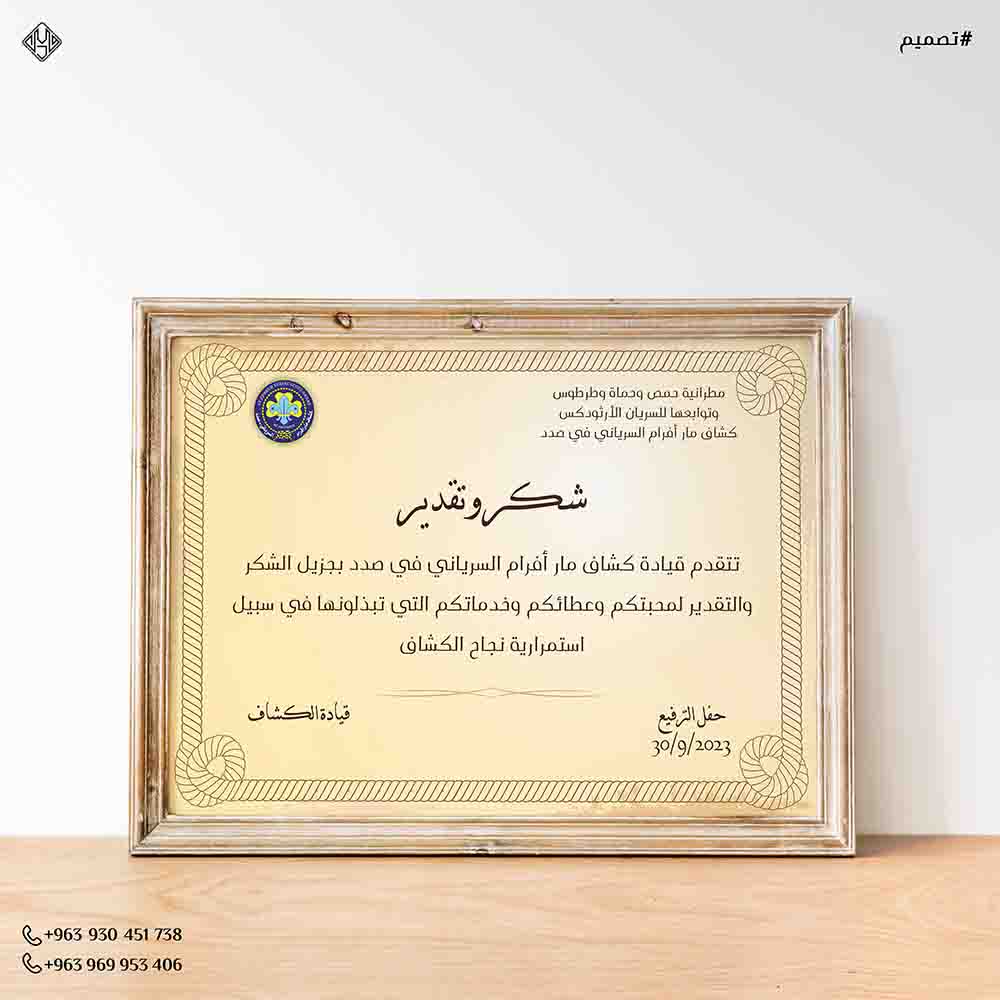 #تصميم
مطرانية حمص وحماة وطرطوس
وتوابعها للسريان الأرثودكس
كشاف مار أفرام السرياني في صدد
شكر وتقدير
تتقدم قيادة كشاف مار أفرام السرياني في صدد بجزيل الشكر
والتقدير لمحبتكم وعطائكم وخدماتكم التي تبذلونها في سبيل
استمرارية نجاح الكشاف
حفل الترفيع
30/9/2023
قيادة الكشاف
+963 930 451 738
+963 969 953 406